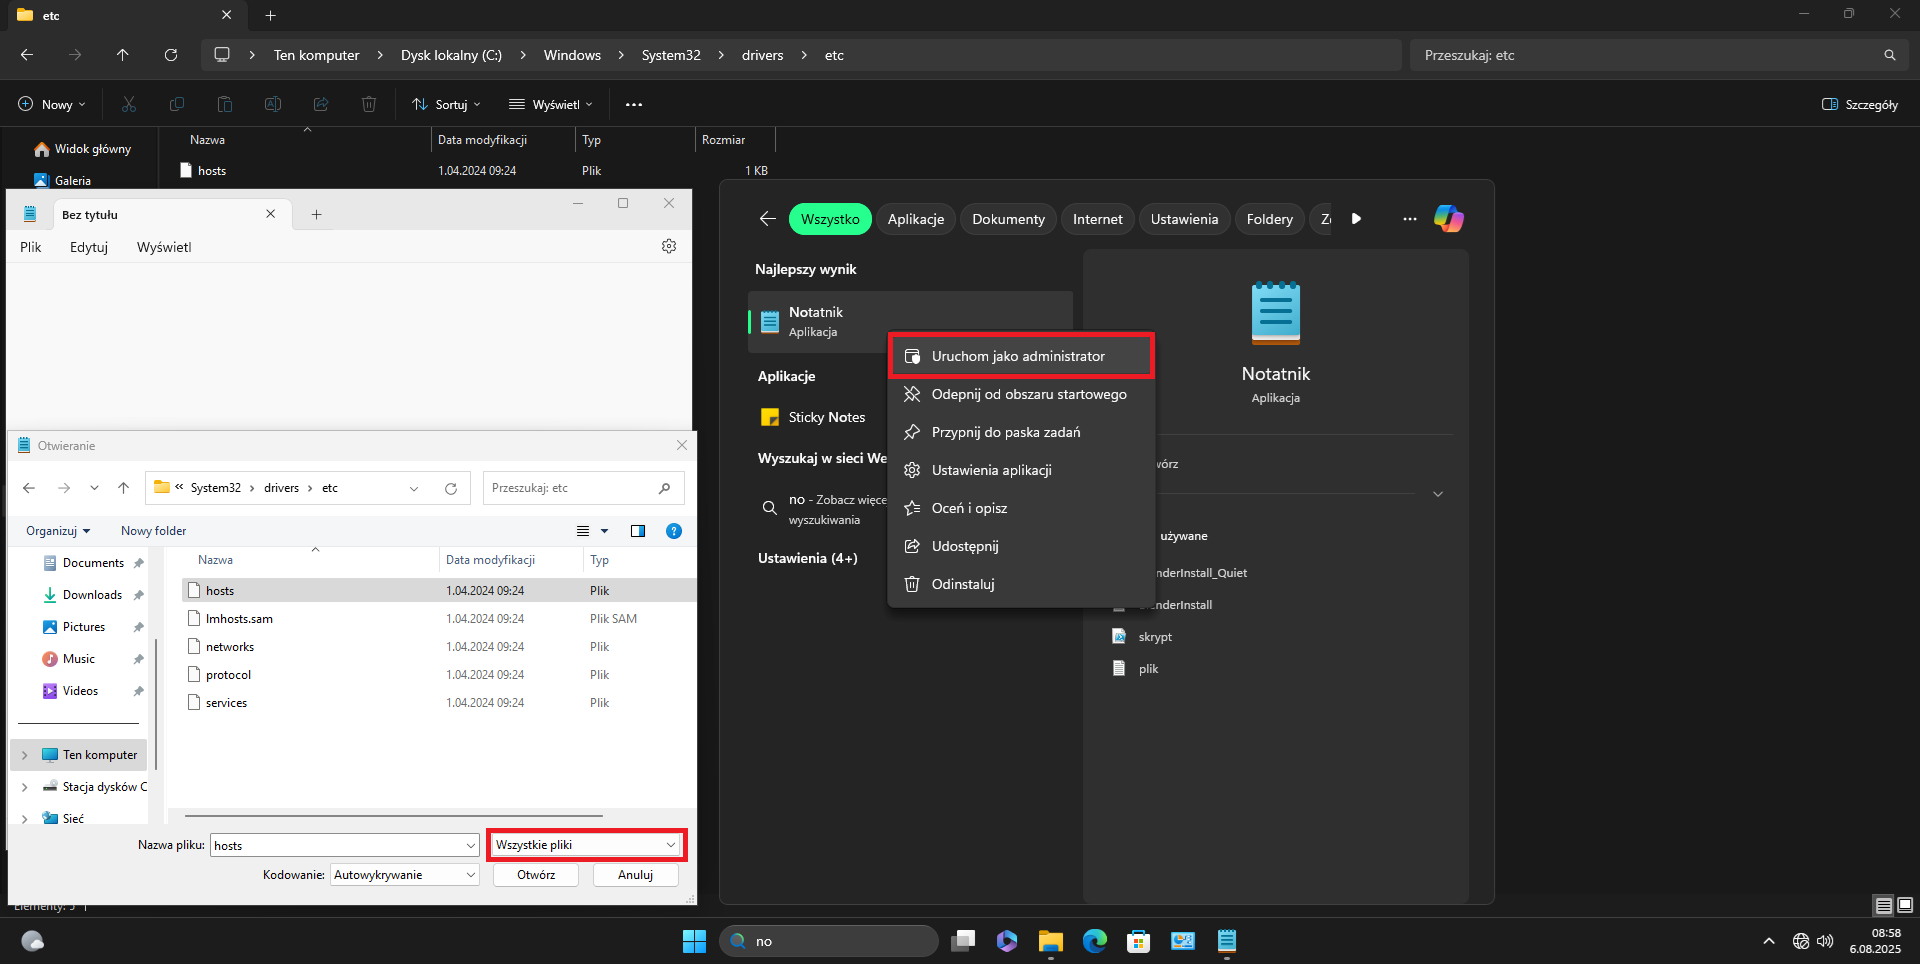 etc
Ten komputer > Dysk lokalny (C:) > Windows > System32 > drivers > etc
Przeszukaj: etc
Nowy
Sortuj
Wyświetl
Szczegóły
Widok główny
Galeria
Nazwa Data modyfikacji Typ Rozmiar
hosts 1.04.2024 09:24 Plik 1 KB
Bez tytułu
Plik Edytuj Wyświetl
Otwieranie
« System32 > drivers > etc
Przeszukaj: etc
Organizuj Nowy folder
Documents
Downloads
Pictures
Music
Videos
Ten komputer
Stacja dysków C
Sieć
Nazwa Data modyfikacji Typ
hosts 1.04.2024 09:24 Plik
lmhosts.sam 1.04.2024 09:24 Plik SAM
networks 1.04.2024 09:24 Plik
protocol 1.04.2024 09:24 Plik
services 1.04.2024 09:24 Plik
Nazwa pliku: hosts Wszystkie pliki
Kodowanie: Autowykrywanie Otwórz Anuluj
Wszystko Aplikacje Dokumenty Internet Ustawienia Foldery
Najlepszy wynik
Notatnik
Aplikacja
Aplikacje
Sticky Notes
Wyszukaj w sieci We
no - Zobacz więcej
wyszukiwania
Ustawienia (4+)
Uruchom jako administrator
Odepnij od obszaru startowego
Przypnij do paska zadań
Ustawienia aplikacji
Oceń i opisz
Udostępnij
Odinstaluj
Notatnik
Aplikacja
wórz
używane
nderInstall_Quiet
nderInstall
skrypt
plik
no
08:58
6.08.2025